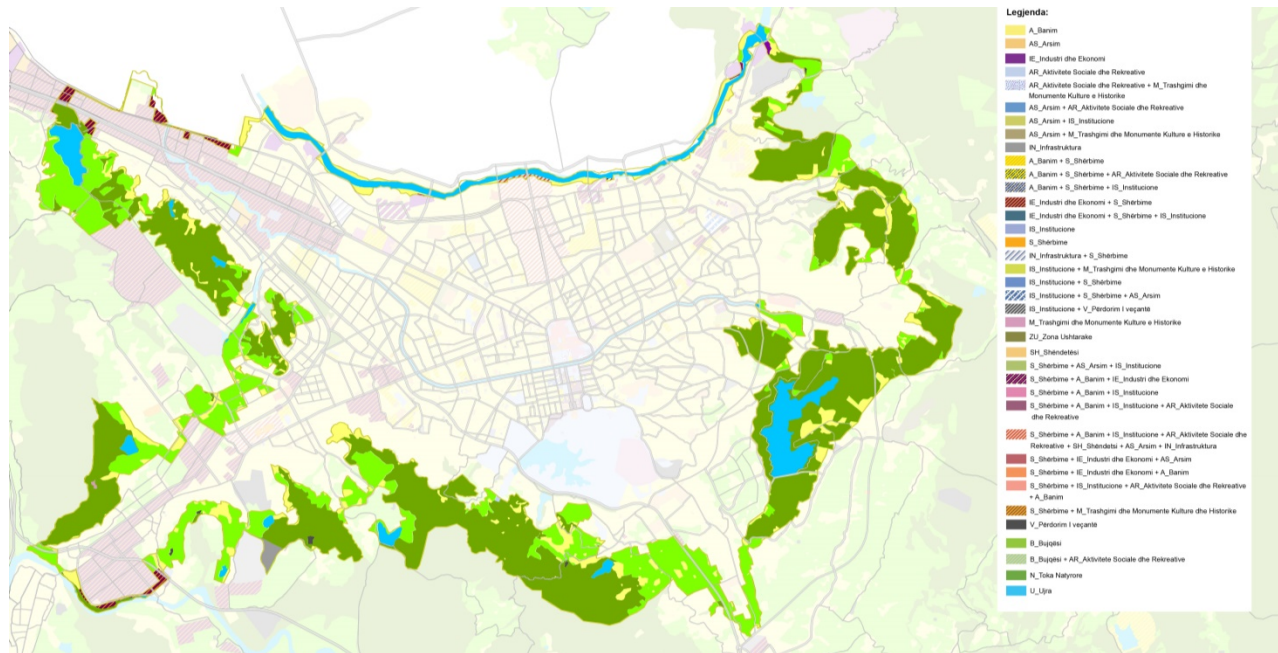 Legjenda:
A_Banim
AS_Arsim
IE_Industri dhe Ekonomi
AR_Aktivitete Sociale dhe Rekreative
AR_Aktivitete Sociale dhe Rekreative + M_Trashgimi dhe
Monumente Kulture e Historike
AS_Arsim + AR_Aktivitete Sociale dhe Rekreative
AS_Arsim + IS_Institucione
AS_Arsim + M_Trashgimi dhe Monumente Kulture e Historike
IN_Infrastruktura
A_Banim + S_Shërbime
A_Banim + S_Shërbime + AR_Aktivitete Sociale dhe Rekreative
A_Banim + S_Shërbime + IS_Institucione
IE_Industri dhe Ekonomi + S_Shërbime
IE_Industri dhe Ekonomi + S_Shërbime + IS_Institucione
IS_Institucione
S_Shërbime
IN_Infrastruktura + S_Shërbime
IS_Institucione + M_Trashgimi dhe Monumente Kulture e Historike
IS_Institucione + S_Shërbime
IS_Institucione + S_Shërbime + AS_Arsim
IS_Institucione + V_Përdorim I veçantë
M_Trashgimi dhe Monumente Kulture e Historike
ZU_Zona Ushtarake
SH_Shëndetësi
S_Shërbime + AS_Arsim + IS_Institucione
S_Shërbime + A_Banim + IE_Industri dhe Ekonomi
S_Shërbime + A_Banim + IS_Institucione
S_Shërbime + A_Banim + IS_Institucione + AR_Aktivitete Sociale
dhe Rekreative
S_Shërbime + A_Banim + IS_Institucione + AR_Aktivitete Sociale dhe
Rekreative + SH_Shëndetsi + AS_Arsim + IN_Infrastruktura
S_Shërbime + IE_Industri dhe Ekonomi + AS_Arsim
S_Shërbime + IE_Industri dhe Ekonomi + A_Banim
S_Shërbime + IS_Institucione + AR_Aktivitete Sociale dhe Rekreative
+ A_Banim
S_Shërbime + M_Trashgimi dhe Monumente Kulture dhe Historike
V_Përdorim I veçantë
B_Bujqësi
B_Bujqësi + AR_Aktivitete Sociale dhe Rekreative
N_Toka Natyrore
U_Ujra